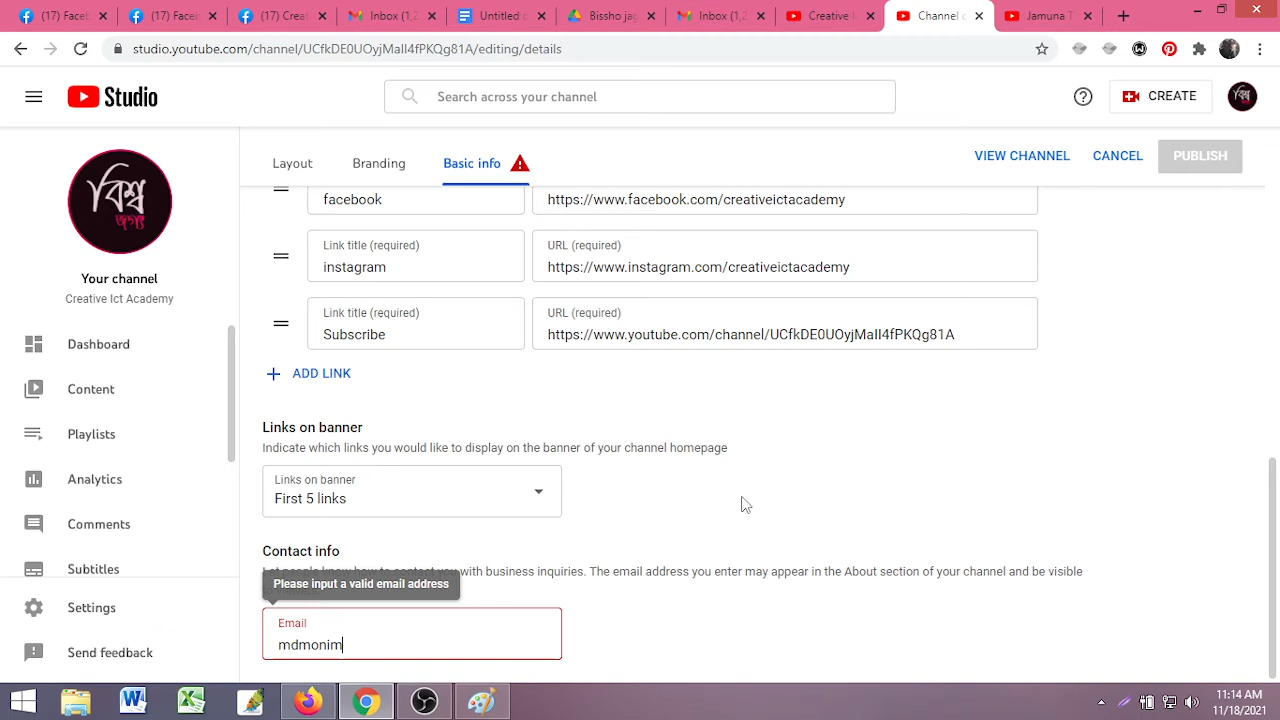 (17) Faceb
(17) Faceb
(17) Creat
Inbox (1,2
Untitled d
Bissho jag
Inbox (1,2
Creative I
Channel c
Jamuna T
studio.youtube.com/channel/UCfkDE0UOyjMaIl4fPKQg81A/editing/details
Studio
Search across your channel
CREATE
বিশ্ব
জগৎ
Your channel
Creative Ict Academy
Dashboard
Content
Playlists
Analytics
Comments
Subtitles
Settings
Send feedback
Layout
Branding
Basic info
VIEW CHANNEL
CANCEL
PUBLISH
facebook
https://www.facebook.com/creativeictacademy
Link title (required)
URL (required)
instagram
https://www.instagram.com/creativeictacademy
Link title (required)
URL (required)
Subscribe
https://www.youtube.com/channel/UCfkDE0UOyjMaIl4fPKQg81A
ADD LINK
Links on banner
Indicate which links you would like to display on the banner of your channel homepage
Links on banner
First 5 links
Contact info
Let people know how to contact you with business inquiries. The email address you enter may appear in the About section of your channel and be visible
to viewers.
Please input a valid email address
Email
mdmonim
11:14 AM
11/18/2021